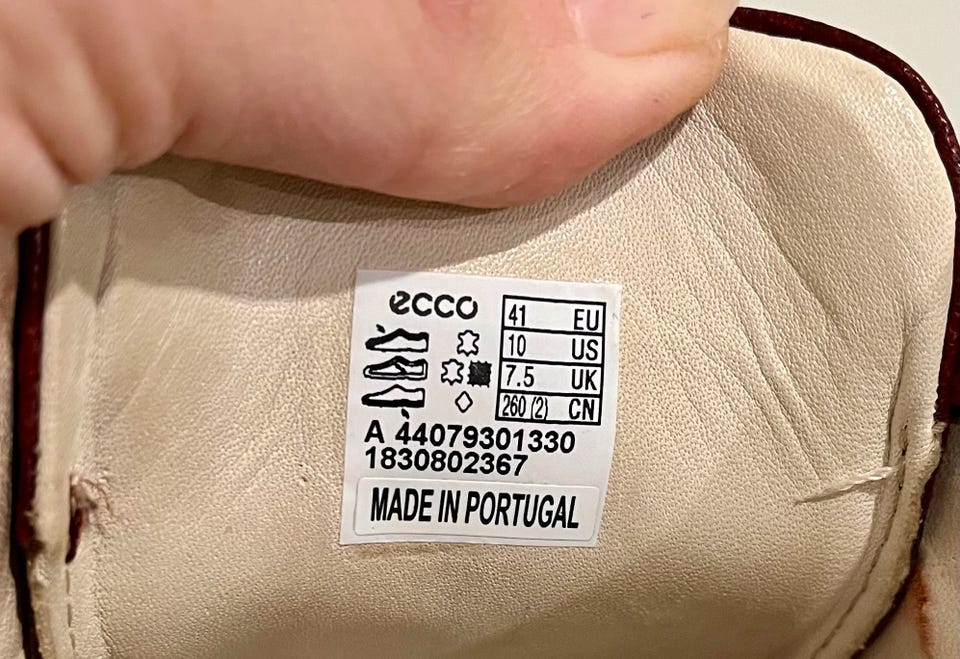 ecco
41 EU
10 US
7.5 UK
260 (2) CN
A 44079301330
1830802367
MADE IN PORTUGAL